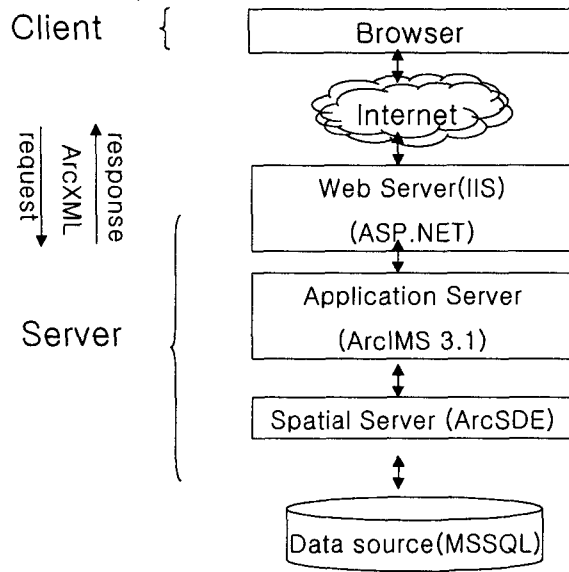 Client
Browser
Internet
request
ArcXML
response
Web Server(IIS)
(ASP.NET)
Server
Application Server
(ArcIMS 3.1)
Spatial Server (ArcSDE)
Data source(MSSQL)